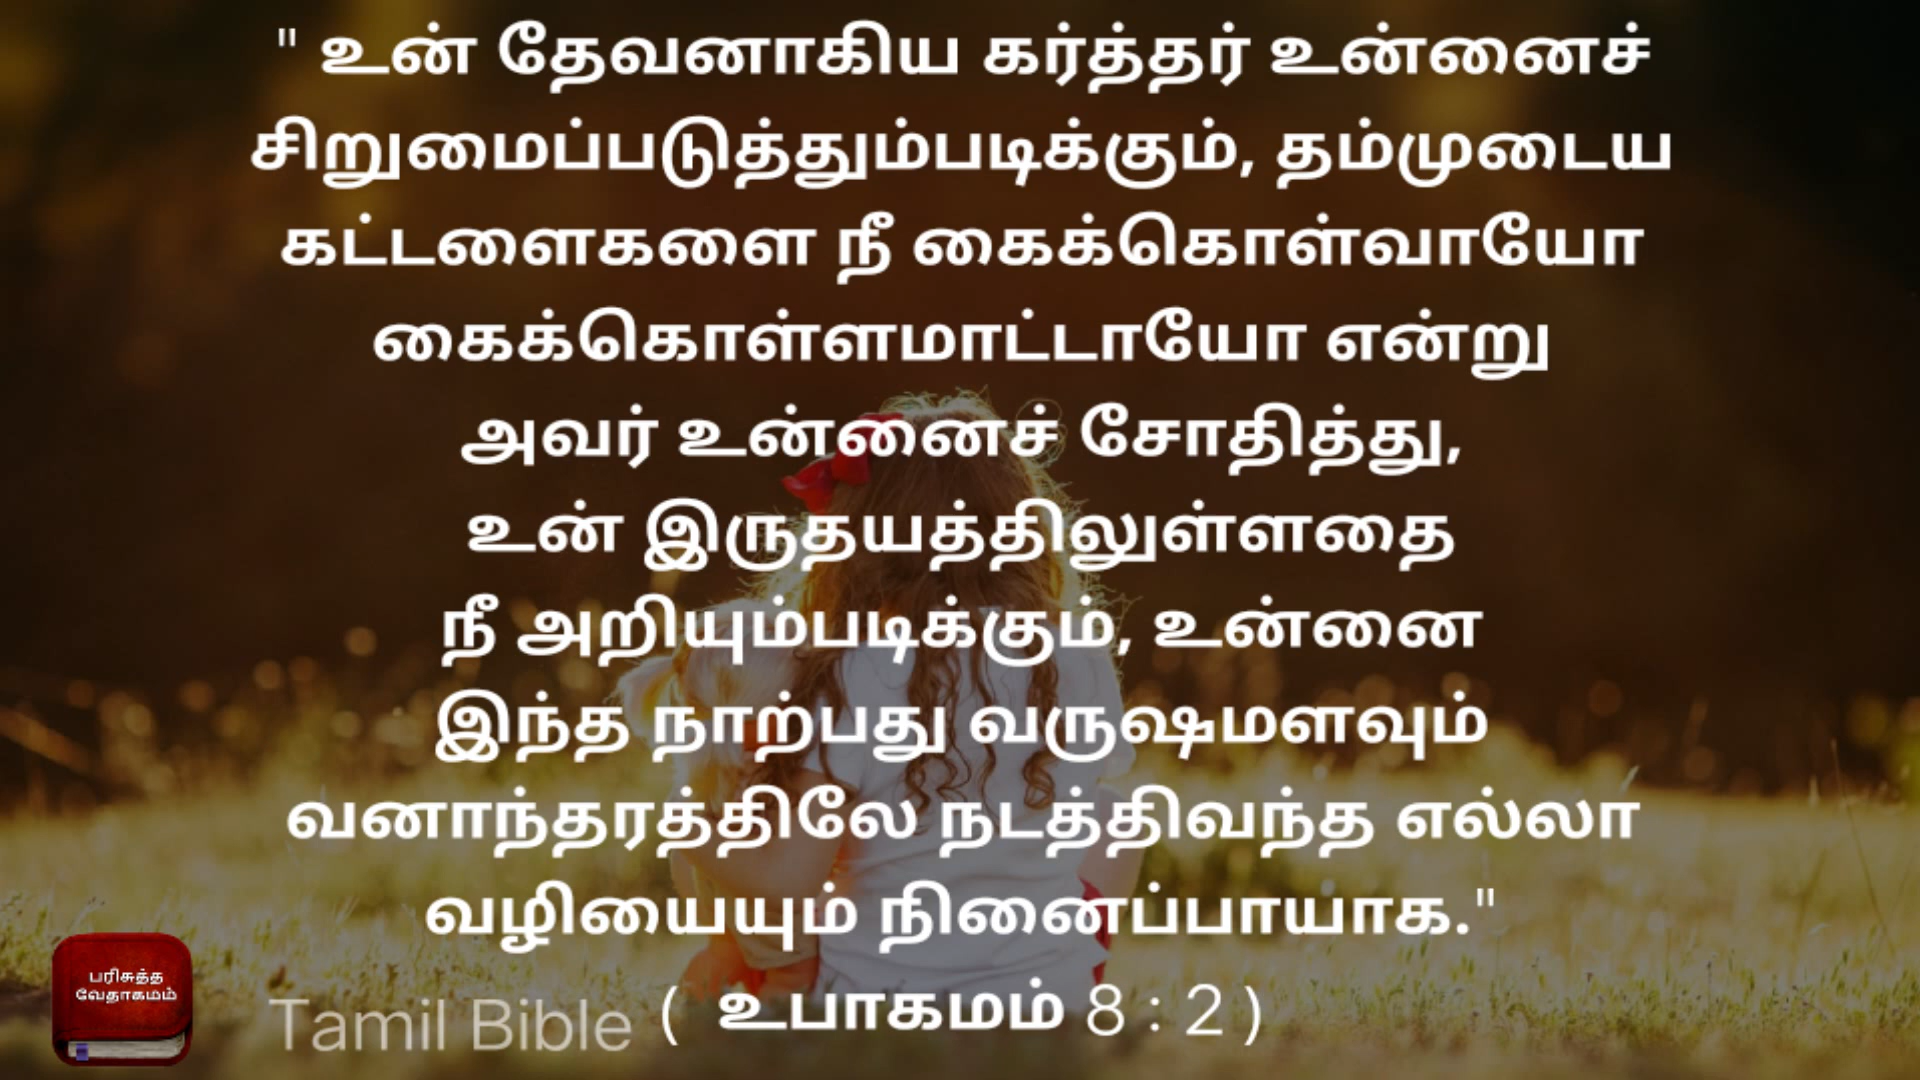 " உன் தேவனாகிய கர்த்தர் உன்னைச்
சிறுமைப்படுத்தும்படிக்கும், தம்முடைய
கட்டளைகளை நீ கைக்கொள்வாயோ
கைக்கொள்ளமாட்டாயோ என்று
அவர் உன்னைச் சோதித்து,
உன் இருதயத்திலுள்ளதை
நீ அறியும்படிக்கும், உன்னை
இந்த நாற்பது வருஷமளவும்
வனாந்தரத்திலே நடத்திவந்த எல்லா
வழியையும் நினைப்பாயாக."
( உபாகமம் 8 : 2 )
பரிசுத்த
வேதாகமம்
Tamil Bible